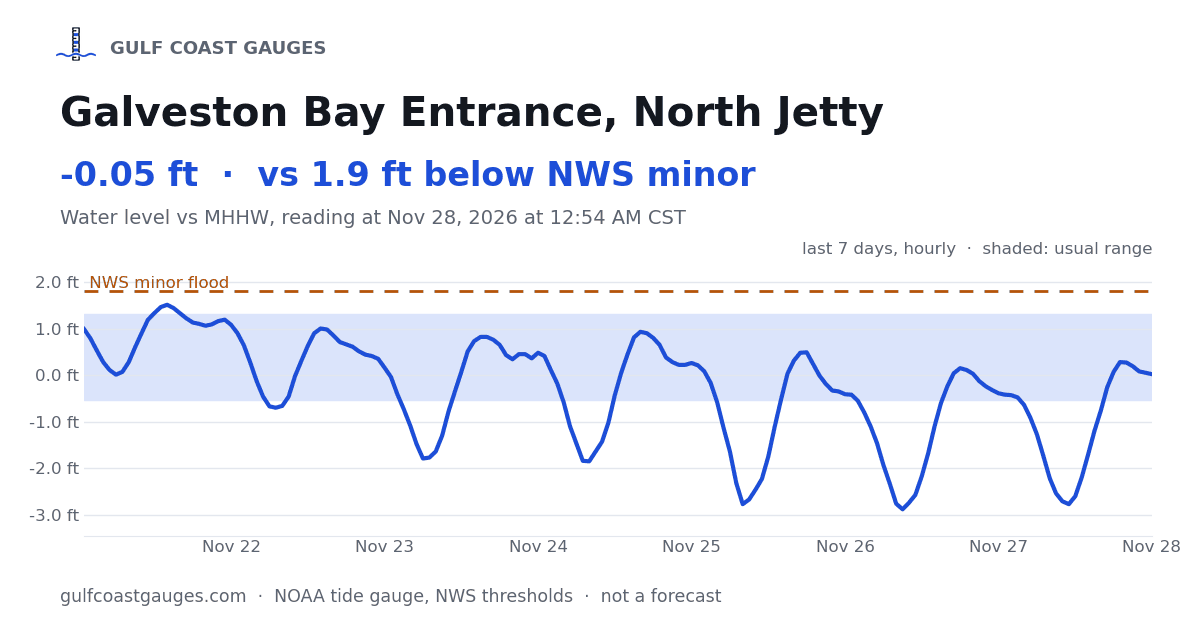 GULF COAST GAUGES
Galveston Bay Entrance, North Jetty
-0.05 ft · vs 1.9 ft below NWS minor
Water level vs MHHW, reading at Nov 28, 2026 at 12:54 AM CST
last 7 days, hourly · shaded: usual range
2.0 ft
NWS minor flood
1.0 ft
0.0 ft
-1.0 ft
-2.0 ft
-3.0 ft
Nov 22 Nov 23 Nov 24 Nov 25 Nov 26 Nov 27 Nov 28
gulfcoastgauges.com · NOAA tide gauge, NWS thresholds · not a forecast